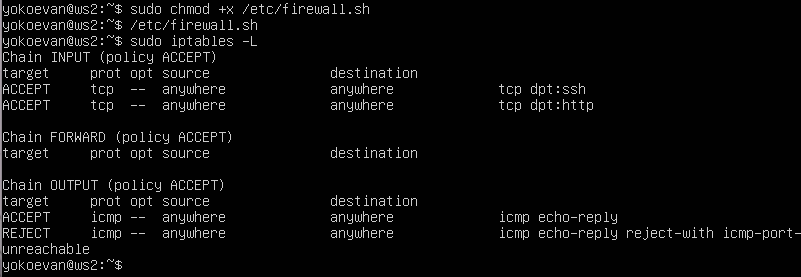 yokoevan@ws2:~$ sudo chmod +x /etc/firewall.sh
yokoevan@ws2:~$ /etc/firewall.sh
yokoevan@ws2:~$ sudo iptables -L
Chain INPUT (policy ACCEPT)
target     prot opt source               destination
ACCEPT     tcp  --  anywhere             anywhere             tcp dpt:ssh
ACCEPT     tcp  --  anywhere             anywhere             tcp dpt:http
Chain FORWARD (policy ACCEPT)
target     prot opt source               destination
Chain OUTPUT (policy ACCEPT)
target     prot opt source               destination
ACCEPT     icmp --  anywhere             anywhere             icmp echo-reply
REJECT     icmp --  anywhere             anywhere             icmp echo-reply reject-with icmp-port-
unreachable
yokoevan@ws2:~$